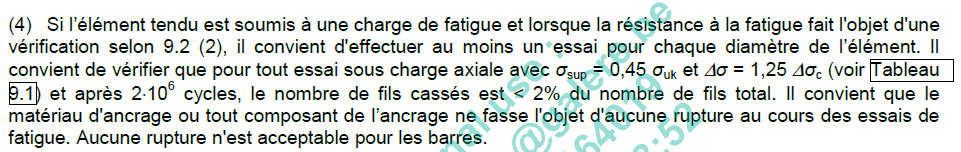 (4) Si l'élément tendu est soumis à une charge de fatigue et lorsque la résistance à la fatigue fait l'objet d'une
vérification selon 9.2 (2), il convient d'effectuer au moins un essai pour chaque diamètre de l'élément. Il
convient de vérifier que pour tout essai sous charge axiale avec σsup = 0,45 σuk et Δσ = 1,25 Δσc (voir Tableau
9.1) et après 2·10⁶ cycles, le nombre de fils cassés est < 2% du nombre de fils total. Il convient que le
matériau d'ancrage ou tout composant de l'ancrage ne fasse l'objet d'aucune rupture au cours des essais de
fatigue. Aucune rupture n'est acceptable pour les barres.